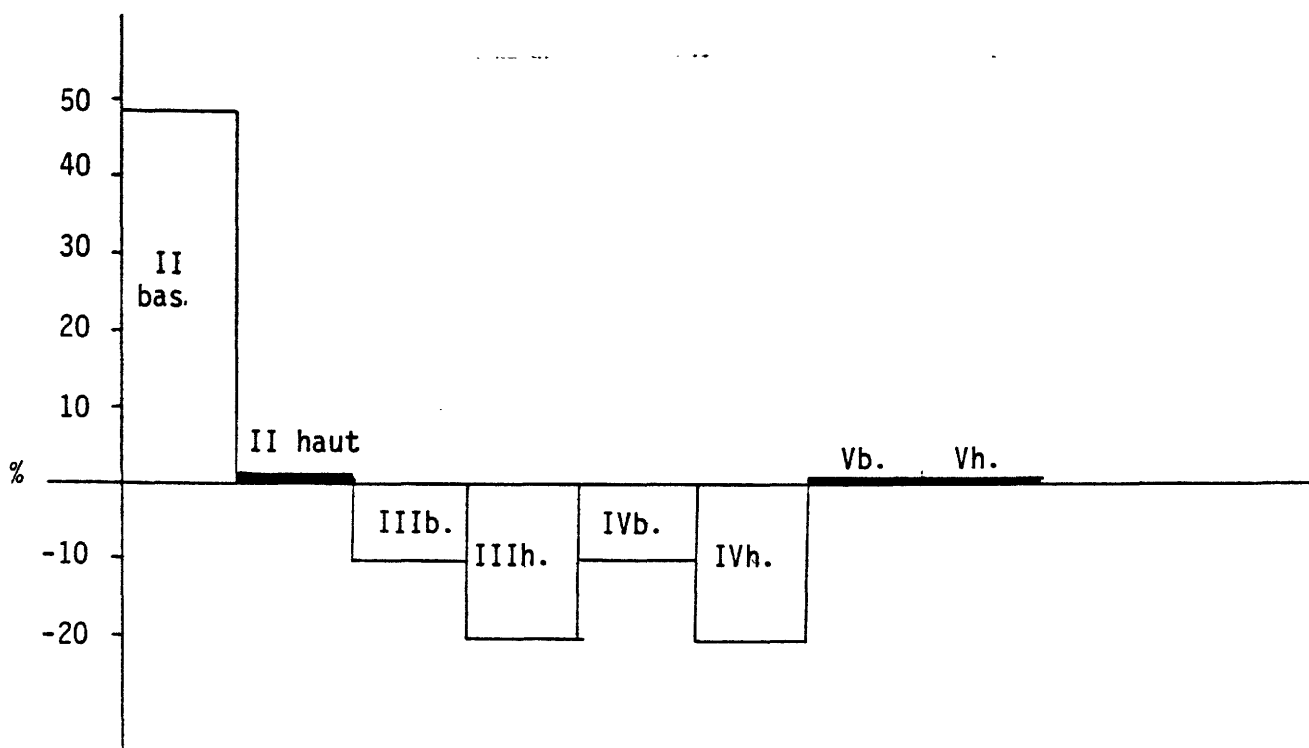 50
40
30
II
bas.
20
10
II haut
Vb. Vh.
%
IIIb. IVb.
-10
IIIh. IVh.
-20